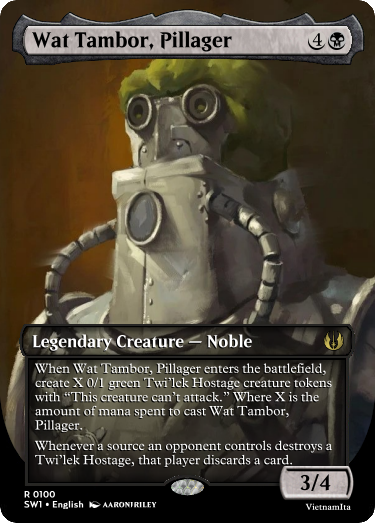 Wat Tambor, Pillager 4
Legendary Creature — Noble
When Wat Tambor, Pillager enters the battlefield,
create X 0/1 green Twi'lek Hostage creature tokens
with "This creature can't attack." Where X is the
amount of mana spent to cast Wat Tambor,
Pillager.
Whenever a source an opponent controls destroys a
Twi'lek Hostage, that player discards a card.
3/4
R 0100
SW1 • English AARON RILEY
VietnamIta